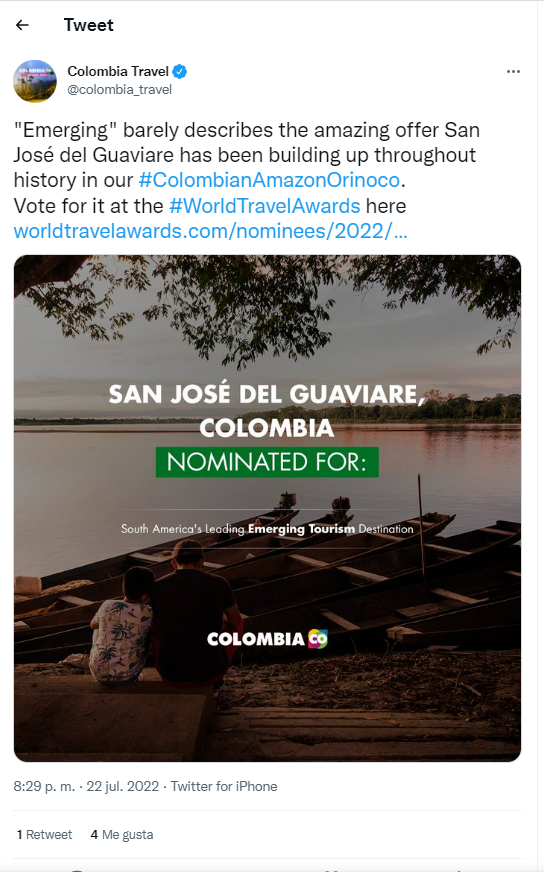 Tweet
Colombia Travel
@colombia_travel
"Emerging" barely describes the amazing offer San
José del Guaviare has been building up throughout
history in our #ColombianAmazonOrinoco.
Vote for it at the #WorldTravelAwards here
worldtravelawards.com/nominees/2022/...
SAN JOSÉ DEL GUAVIARE,
COLOMBIA
NOMINATED FOR:
South America's Leading Emerging Tourism Destination
COLOMBIA CO
8:29 p. m. · 22 jul. 2022 · Twitter for iPhone
1 Retweet 4 Me gusta